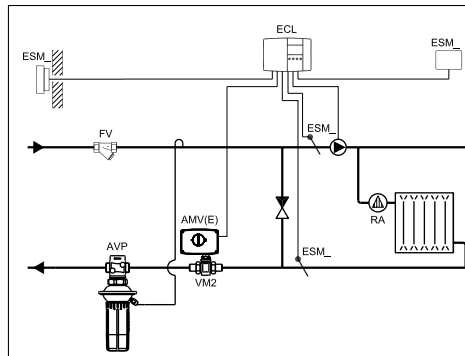 ECL
ESM_
ESM_
FV
ESM_
AMV(E)
RA
AVP
ESM_
VM2